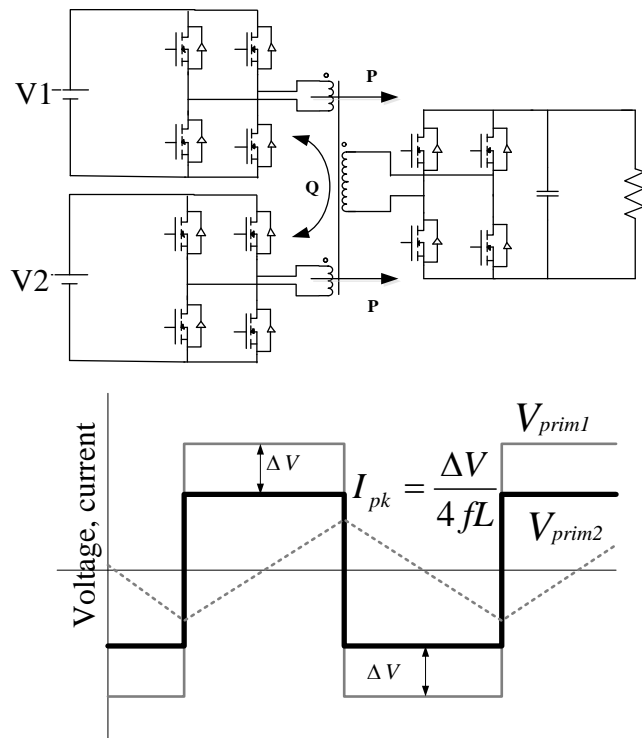 V1
P
Q
V2
P
Voltage, current
ΔV
I_pk = ΔV / 4fL
V_prim1
V_prim2
ΔV